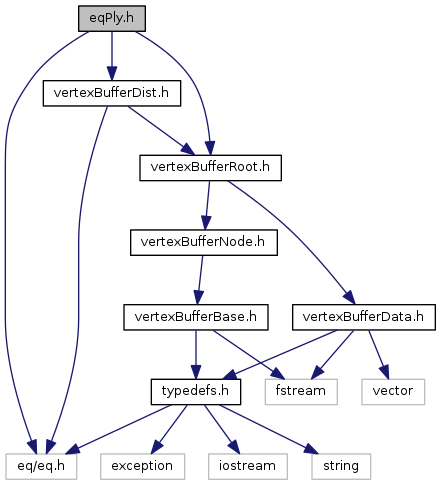 eqPly.h
vertexBufferDist.h
vertexBufferRoot.h
vertexBufferNode.h
vertexBufferBase.h
vertexBufferData.h
typedefs.h
fstream
vector
eq/eq.h
exception
iostream
string